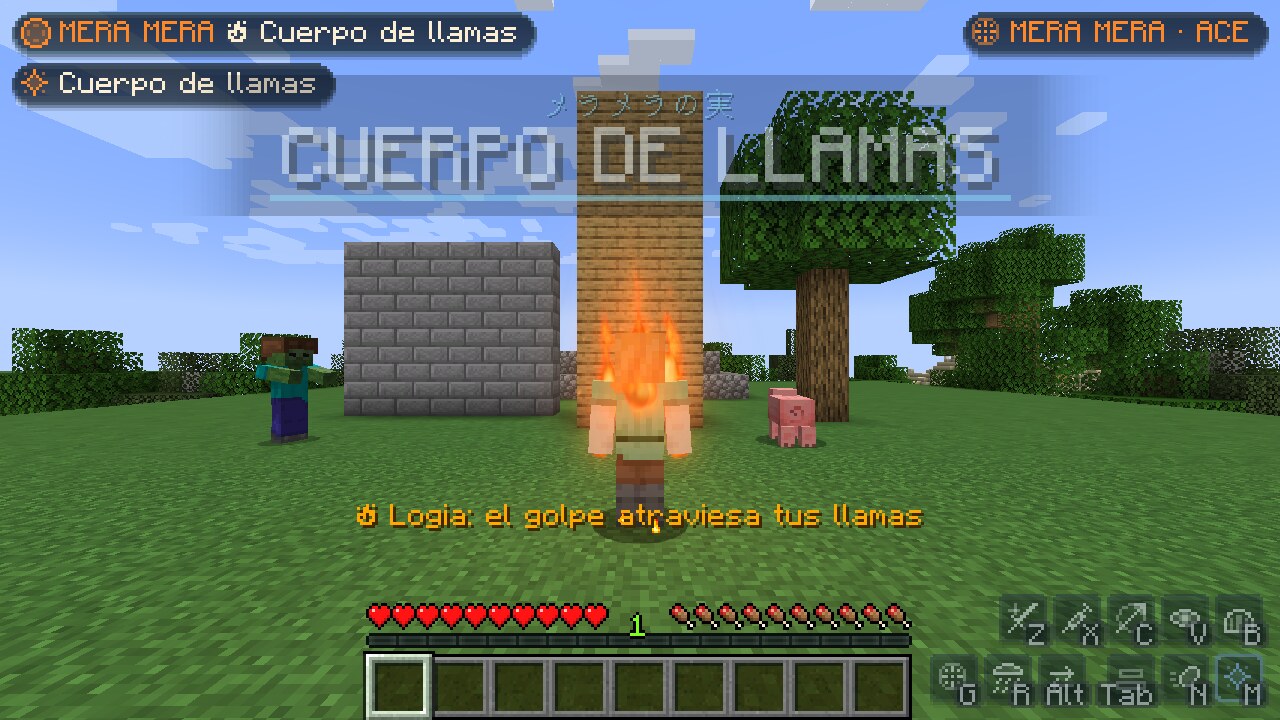 MERA MERA Cuerpo de llamas
MERA MERA · ACE
Cuerpo de llamas
メラメラの実
CUERPO DE LLAMAS
Logia: el golpe atraviesa tus llamas
1
Z X C V B
G R Alt Tab N M